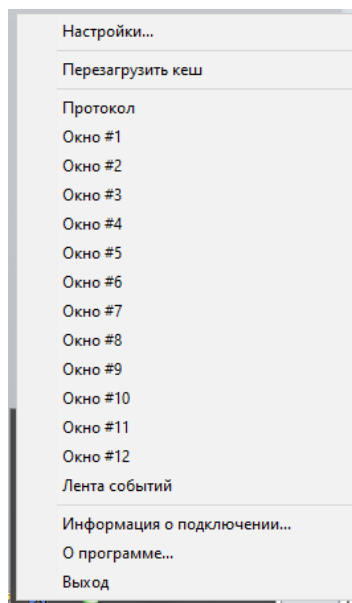 Настройки...
Перезагрузить кеш
Протокол
Окно #1
Окно #2
Окно #3
Окно #4
Окно #5
Окно #6
Окно #7
Окно #8
Окно #9
Окно #10
Окно #11
Окно #12
Лента событий
Информация о подключении...
О программе...
Выход